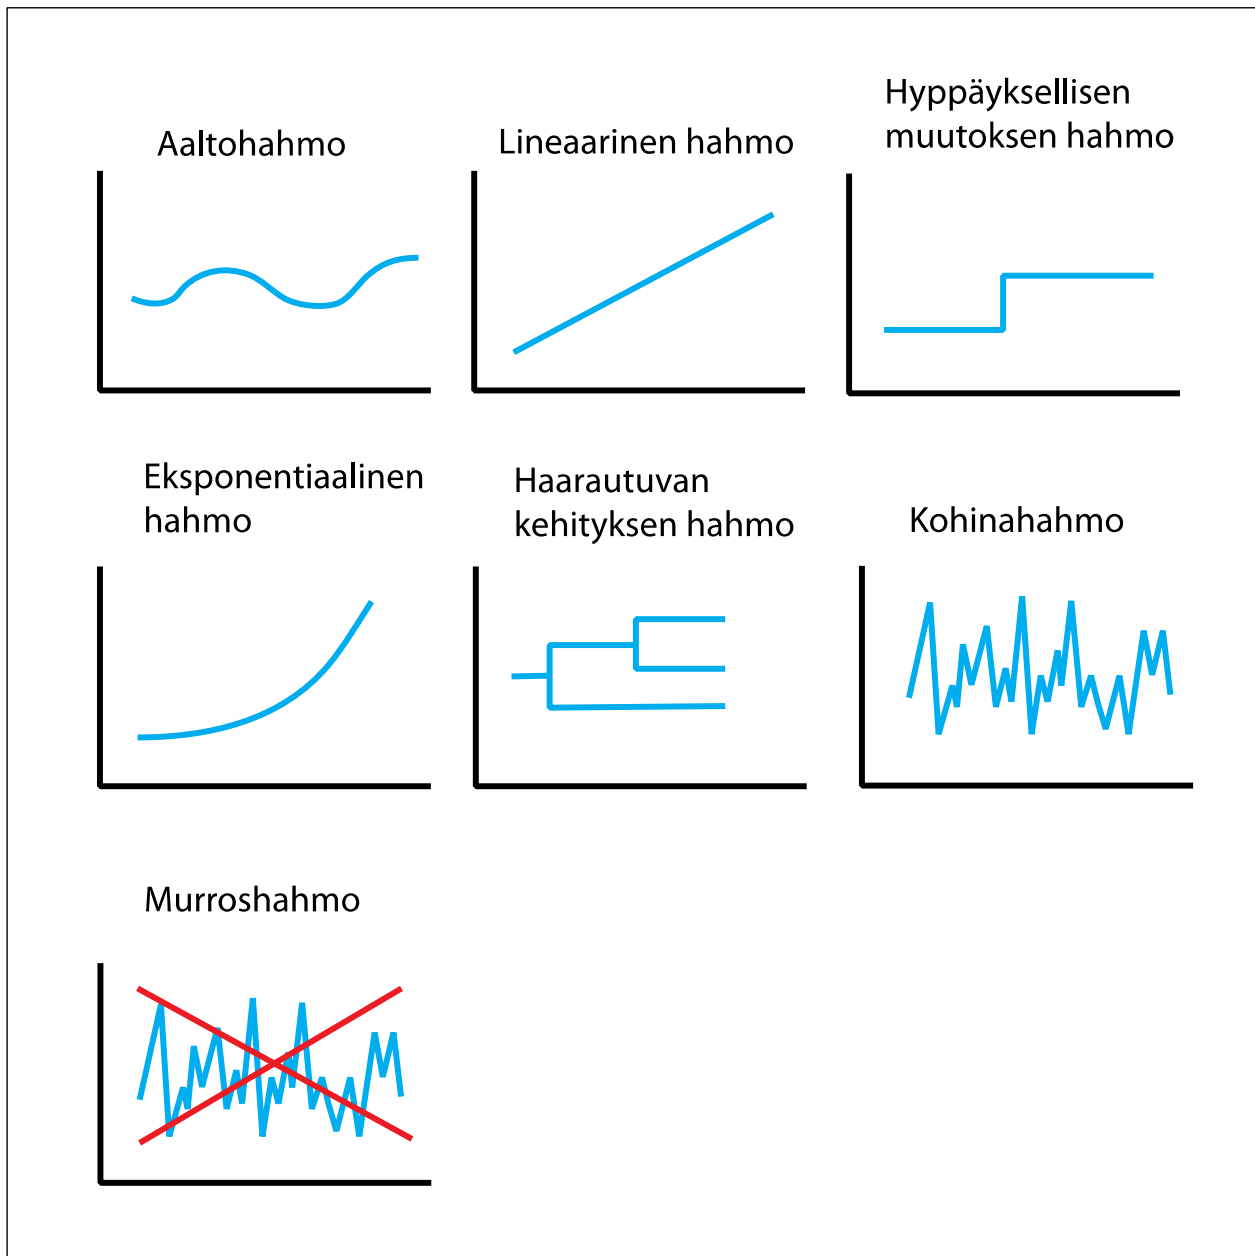 Aaltohahmo
Lineaarinen hahmo
Hyppäyksellisen
muutoksen hahmo
Eksponentiaalinen
hahmo
Haarautuvan
kehityksen hahmo
Kohinahahmo
Murroshahmo